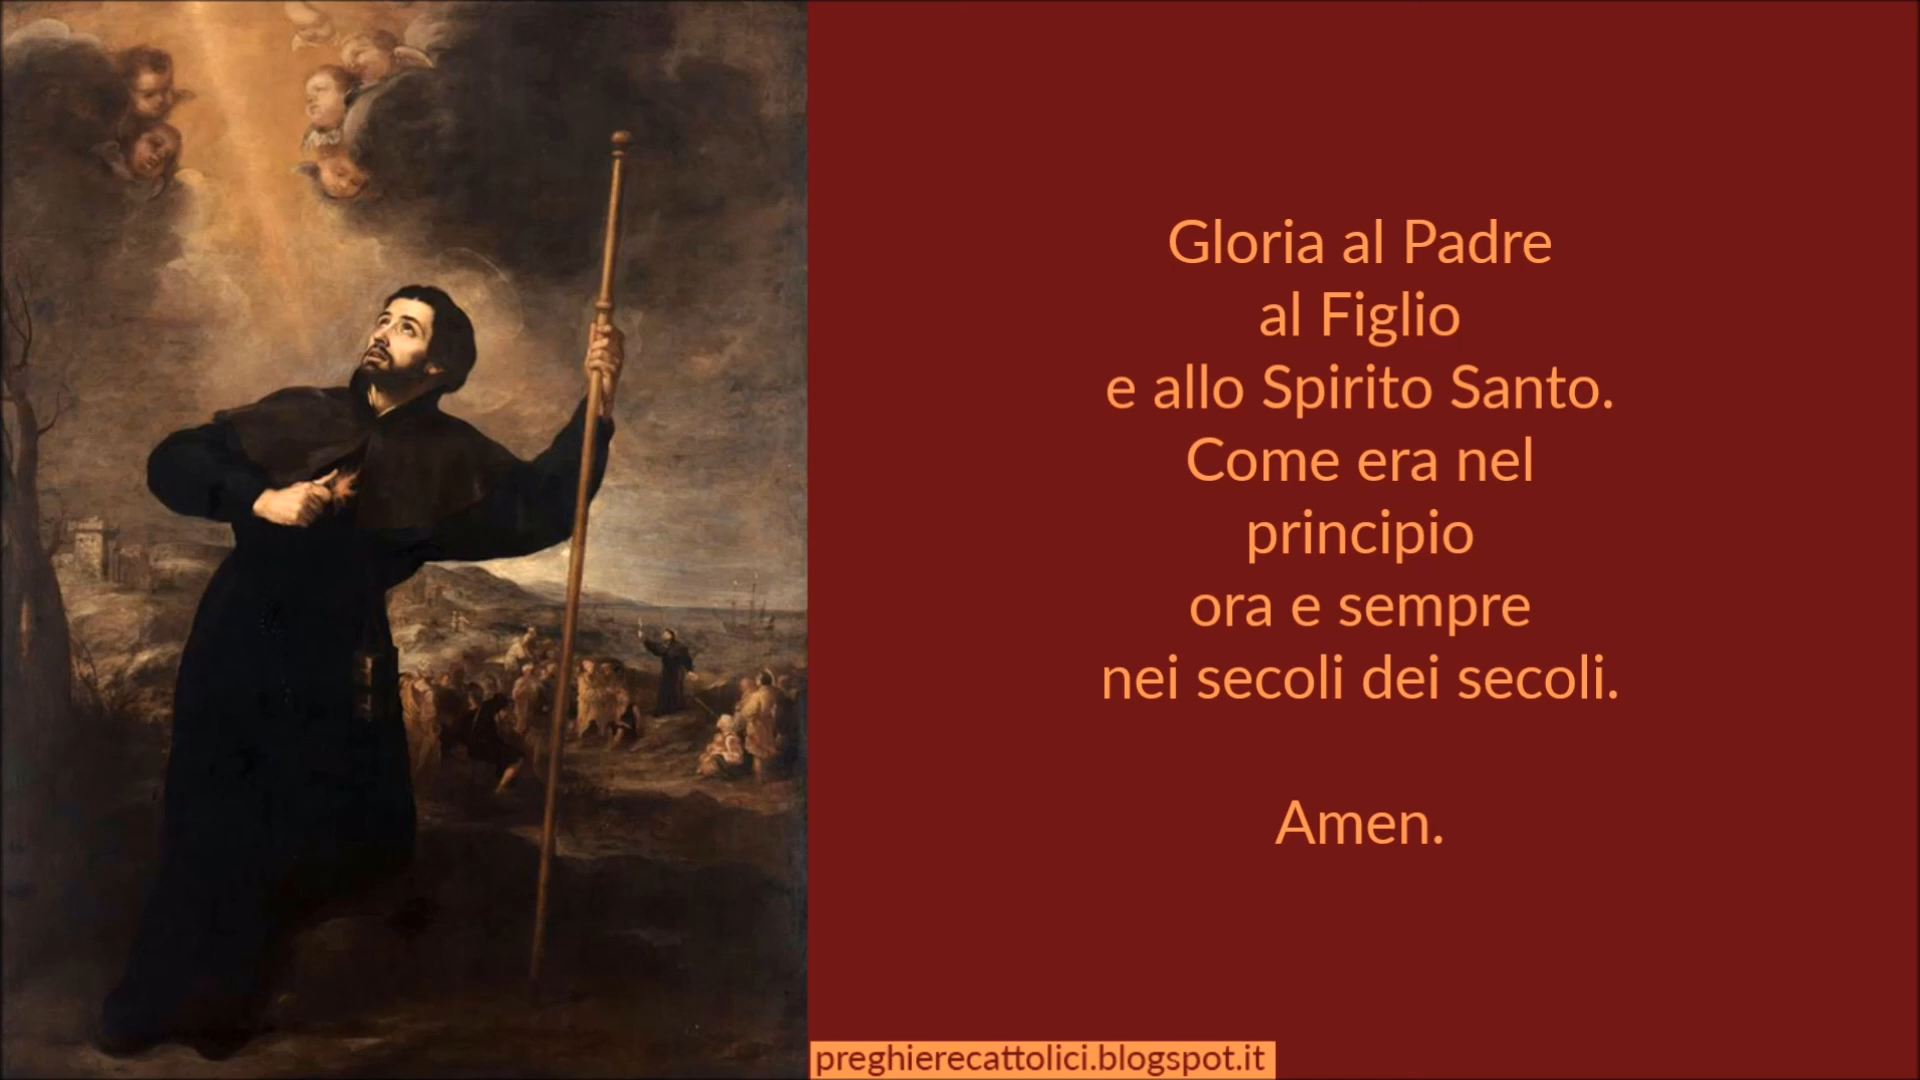 Gloria al Padre
al Figlio
e allo Spirito Santo.
Come era nel
principio
ora e sempre
nei secoli dei secoli.
Amen.
preghierecattolici.blogspot.it